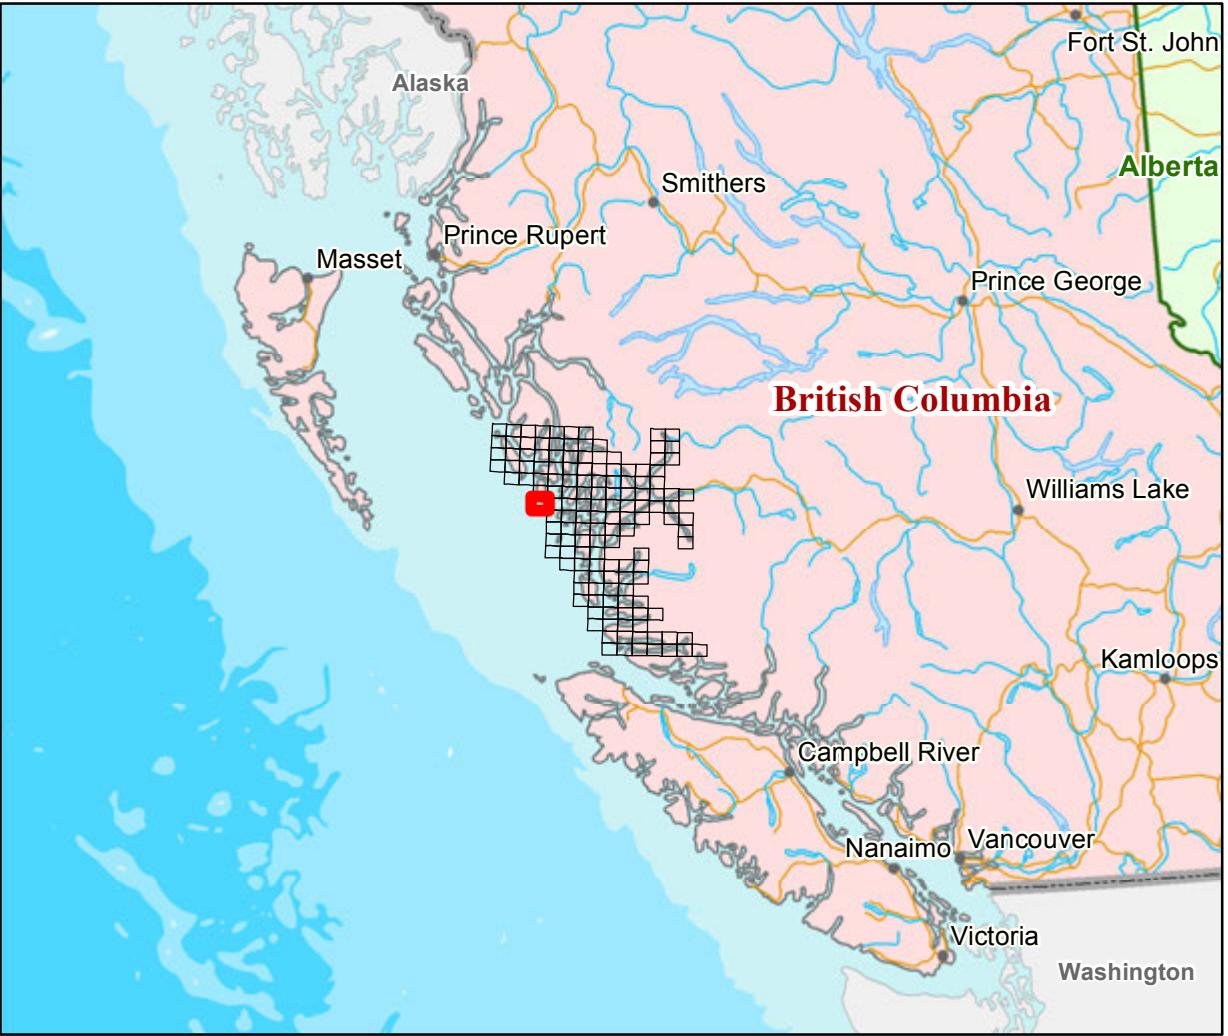 Fort St. John
Alaska
Alberta
Smithers
Prince Rupert
Masset
Prince George
British Columbia
Williams Lake
Kamloops
Campbell River
Vancouver
Nanaimo
Victoria
Washington